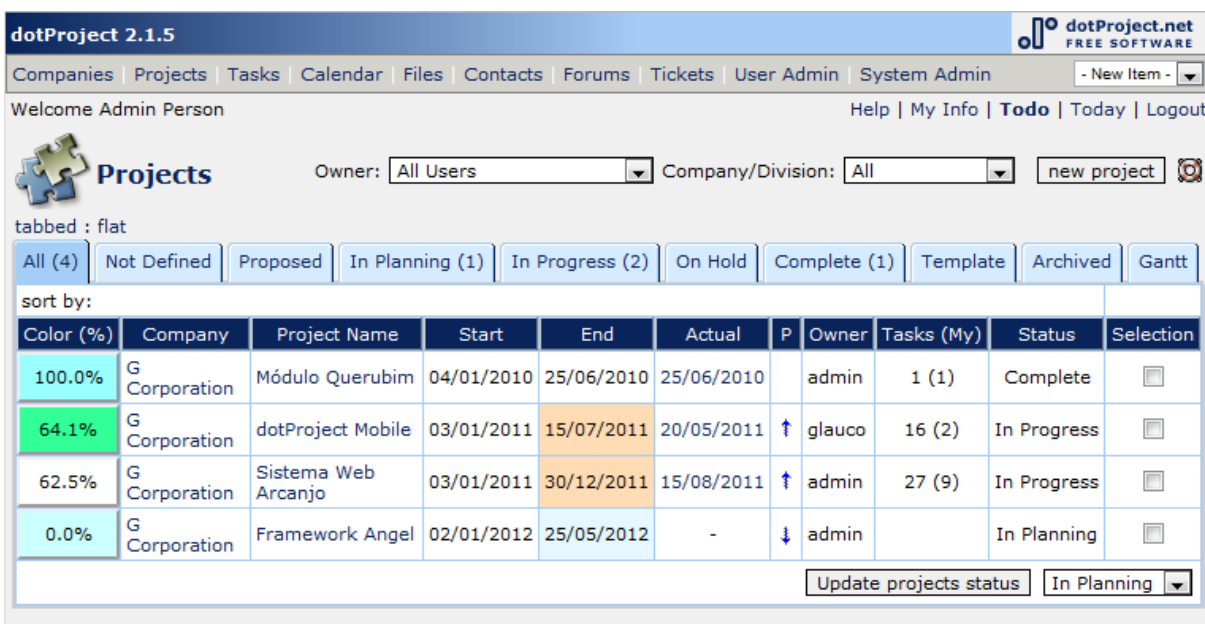 dotProject 2.1.5
dotProject.net
FREE SOFTWARE
Companies | Projects | Tasks | Calendar | Files | Contacts | Forums | Tickets | User Admin | System Admin
- New Item -
Welcome Admin Person
Help | My Info | Todo | Today | Logout
Projects
Owner: All Users
Company/Division: All
new project
tabbed : flat
All (4) Not Defined Proposed In Planning (1) In Progress (2) On Hold Complete (1) Template Archived Gantt
sort by:
Color (%) Company Project Name Start End Actual P Owner Tasks (My) Status Selection
100.0% G Corporation Módulo Querubim 04/01/2010 25/06/2010 25/06/2010 admin 1 (1) Complete
64.1% G Corporation dotProject Mobile 03/01/2011 15/07/2011 20/05/2011 glauco 16 (2) In Progress
62.5% G Corporation Sistema Web Arcanjo 03/01/2011 30/12/2011 15/08/2011 admin 27 (9) In Progress
0.0% G Corporation Framework Angel 02/01/2012 25/05/2012 - admin In Planning
Update projects status In Planning